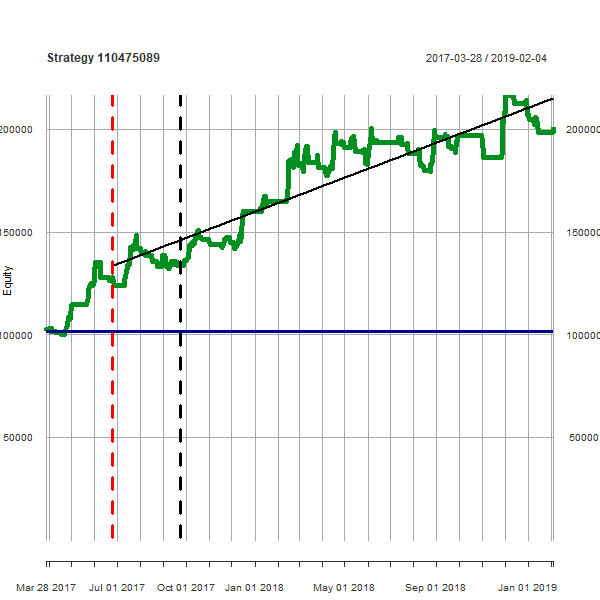 Strategy 110475089
2017-03-28 / 2019-02-04
200000
200000
150000
150000
Equity
100000
100000
50000
50000
Mar 28 2017
Jul 01 2017
Oct 01 2017
Jan 01 2018
May 01 2018
Sep 01 2018
Jan 01 2019